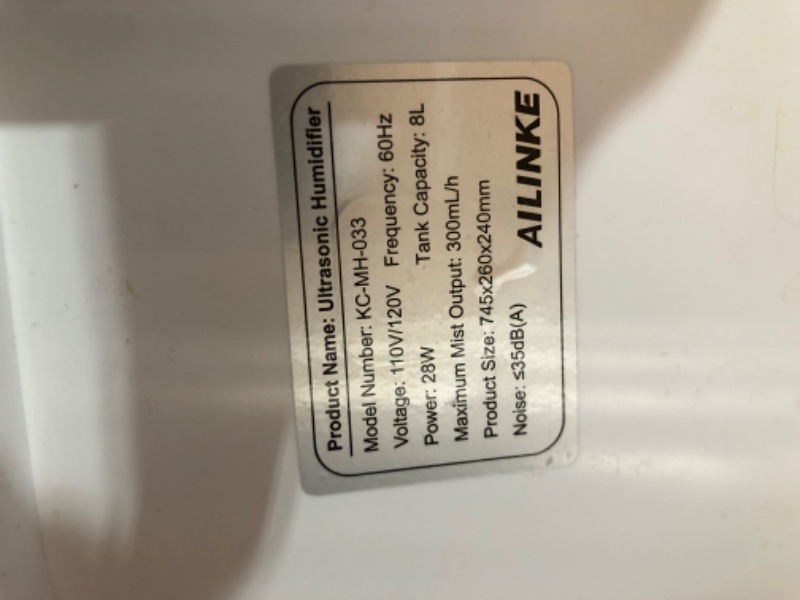 Product Name: Ultrasonic Humidifier
Model Number: KC-MH-033
Voltage: 110V/120V Frequency: 60Hz
Power: 28W Tank Capacity: 8L
Maximum Mist Output: 300mL/h
Product Size: 745x260x240mm
Noise: ≤35dB(A)
AILINKE